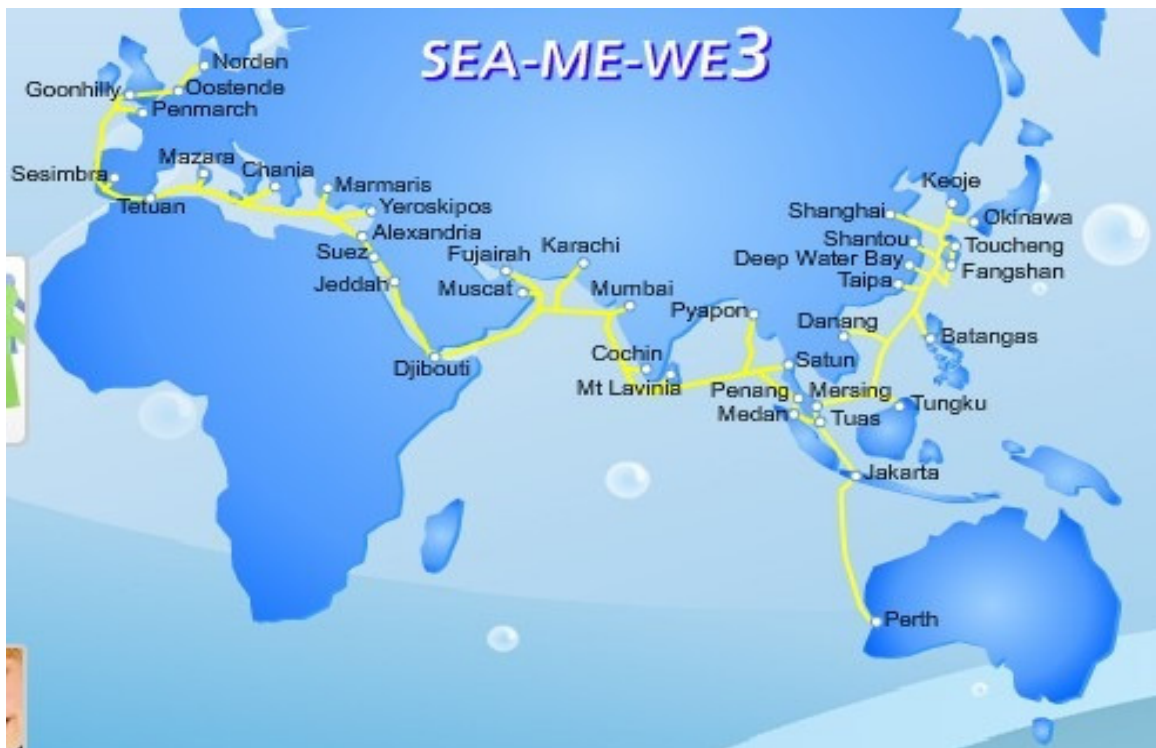 SEA-ME-WE3
Norden
Goonhilly
Oostende
Penmarch
Mazara
Chania
Sesimbra
Marmaris
Tetuan
Yeroskipos
Alexandria
Suez
Fujairah
Karachi
Jeddah
Muscat
Mumbai
Djibouti
Pyapon
Cochin
Mt Lavinia
Keoje
Shanghai
Okinawa
Shantou
Toucheng
Deep Water Bay
Fangshan
Taipa
Danang
Batangas
Satun
Penang
Mersing
Medan
Tuas
Tungku
Jakarta
Perth